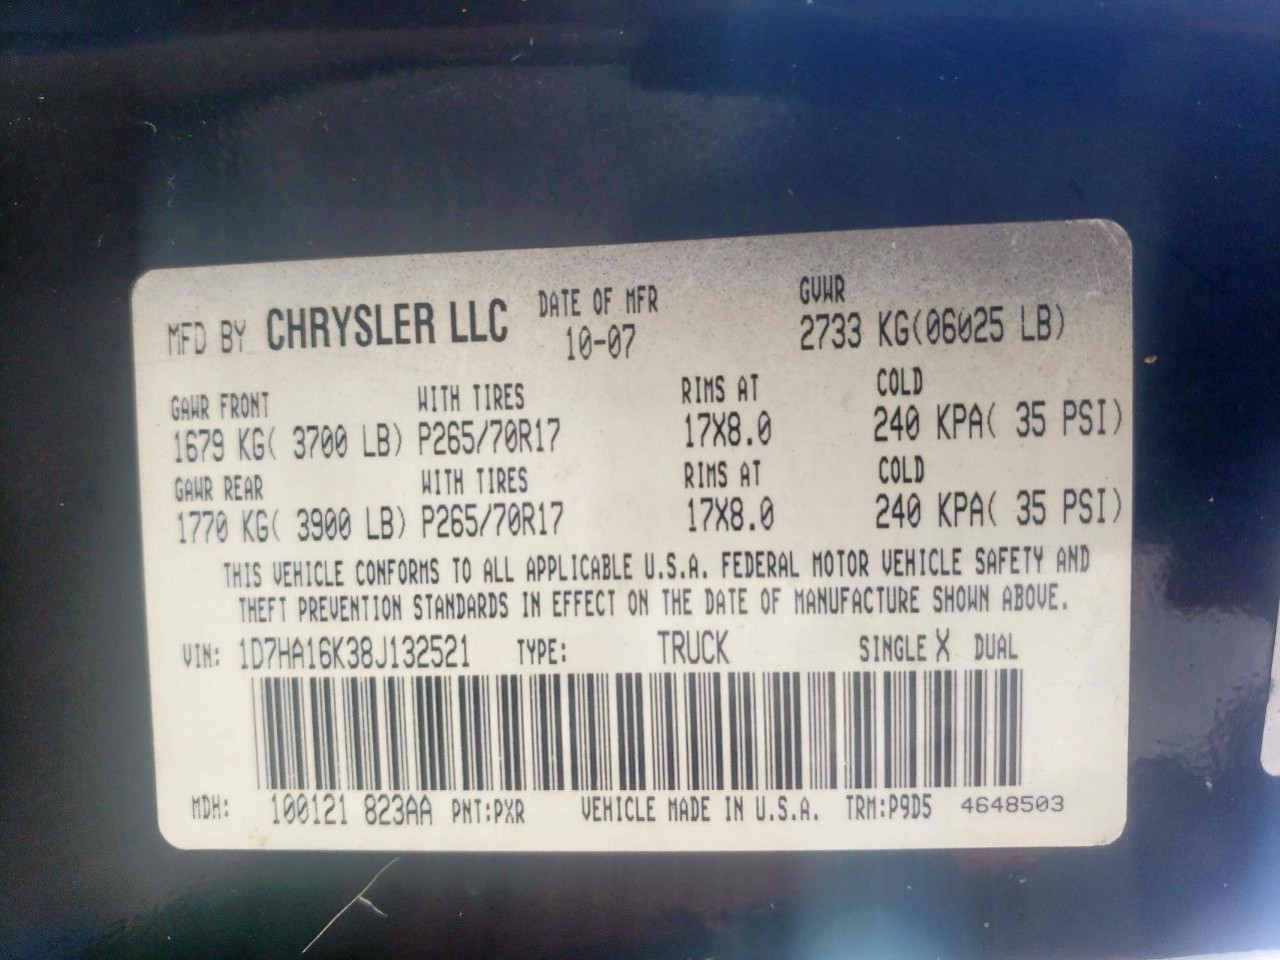 MFD BY CHRYSLER LLC DATE OF MFR 10-07 GVWR 2733 KG(06025 LB)
GAWR FRONT WITH TIRES RIMS AT COLD
1679 KG( 3700 LB) P265/70R17 17X8.0 240 KPA( 35 PSI)
GAWR REAR WITH TIRES RIMS AT COLD
1770 KG( 3900 LB) P265/70R17 17X8.0 240 KPA( 35 PSI)
THIS VEHICLE CONFORMS TO ALL APPLICABLE U.S.A. FEDERAL MOTOR VEHICLE SAFETY AND
THEFT PREVENTION STANDARDS IN EFFECT ON THE DATE OF MANUFACTURE SHOWN ABOVE.
VIN: 1D7HA16K38J132521 TYPE: TRUCK SINGLE X DUAL
MDH: 100121 823AA PNT:PXR VEHICLE MADE IN U.S.A. TRM:P9D5 4648503